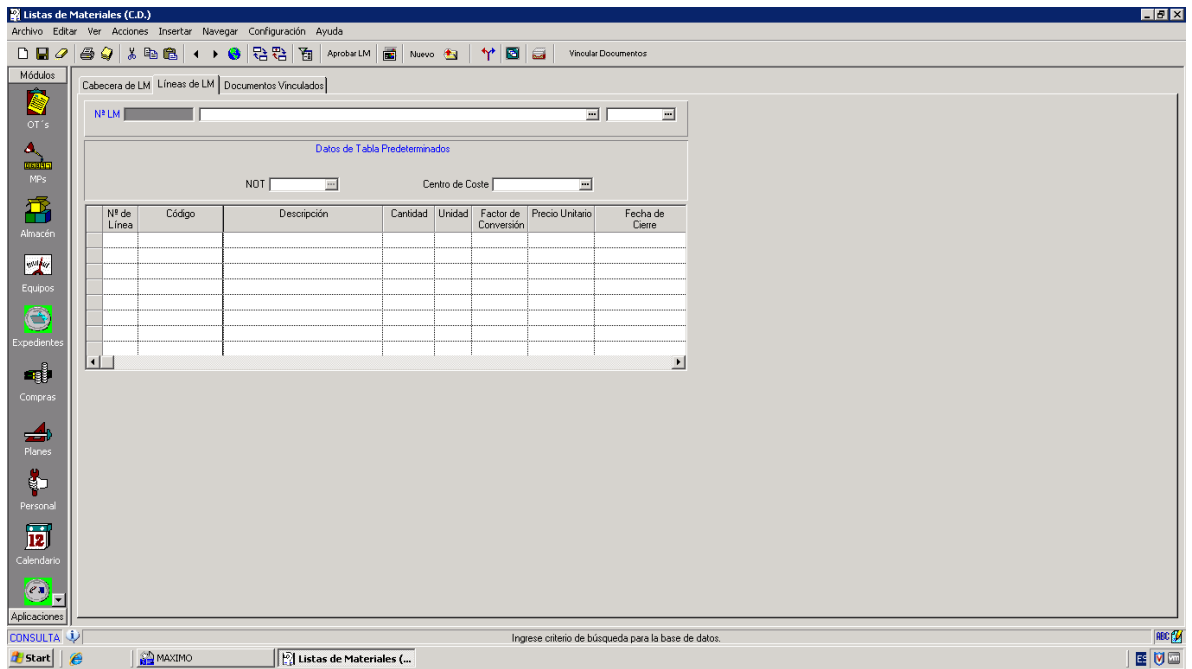 Listas de Materiales (C.D.)
Archivo Editar Ver Acciones Insertar Navegar Configuración Ayuda
Aprobar LM Nuevo Vincular Documentos
Módulos
OT´s
MPs
Almacén
Equipos
Expedientes
Compras
Planes
Personal
12
Calendario
Aplicaciones
Cabecera de LM Líneas de LM Documentos Vinculados
Nª LM
Datos de Tabla Predeterminados
NOT Centro de Coste
Nº de Línea Código Descripción Cantidad Unidad Factor de Conversión Precio Unitario Fecha de Cierre
CONSULTA Ingrese criterio de búsqueda para la base de datos. ABC
Start MAXIMO Listas de Materiales (... ES